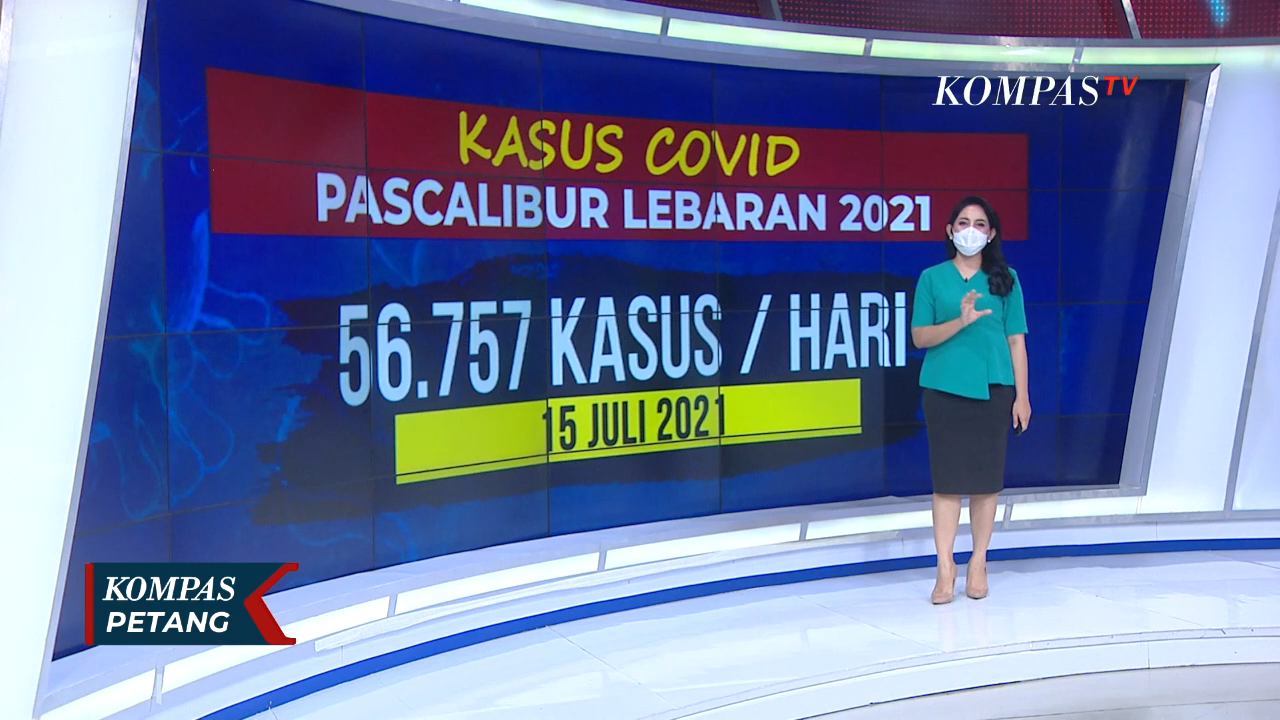 KOMPASTV
KASUS COVID
PASCALIBUR LEBARAN 2021
56.757 KASUS / HARI
15 JULI 2021
KOMPAS
PETANG